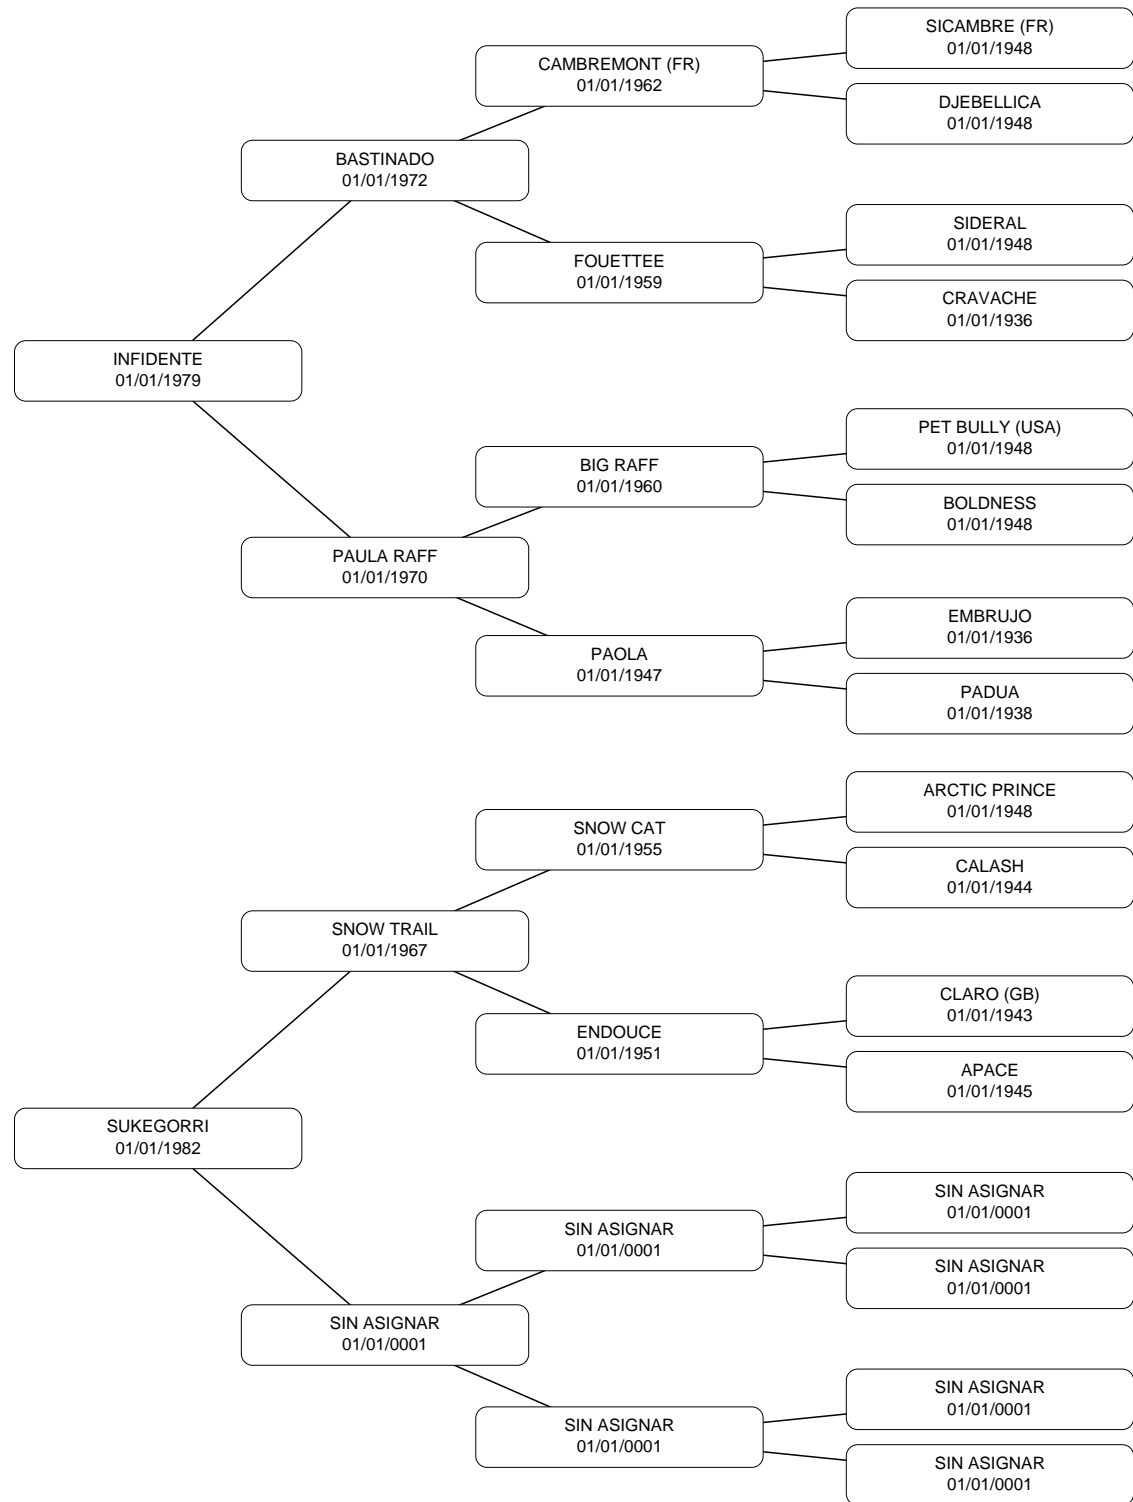 SICAMBRE (FR)
01/01/1948
CAMBREMONT (FR)
01/01/1962
DJEBELLICA
01/01/1948
BASTINADO
01/01/1972
SIDERAL
01/01/1948
FOUETTEE
01/01/1959
CRAVACHE
01/01/1936
INFIDENTE
01/01/1979
PET BULLY (USA)
01/01/1948
BIG RAFF
01/01/1960
BOLDNESS
01/01/1948
PAULA RAFF
01/01/1970
EMBRUJO
01/01/1936
PAOLA
01/01/1947
PADUA
01/01/1938
ARCTIC PRINCE
01/01/1948
SNOW CAT
01/01/1955
CALASH
01/01/1944
SNOW TRAIL
01/01/1967
CLARO (GB)
01/01/1943
ENDOUCE
01/01/1951
APACE
01/01/1945
SUKEGORRI
01/01/1982
SIN ASIGNAR
01/01/0001
SIN ASIGNAR
01/01/0001
SIN ASIGNAR
01/01/0001
SIN ASIGNAR
01/01/0001
SIN ASIGNAR
01/01/0001
SIN ASIGNAR
01/01/0001
SIN ASIGNAR
01/01/0001